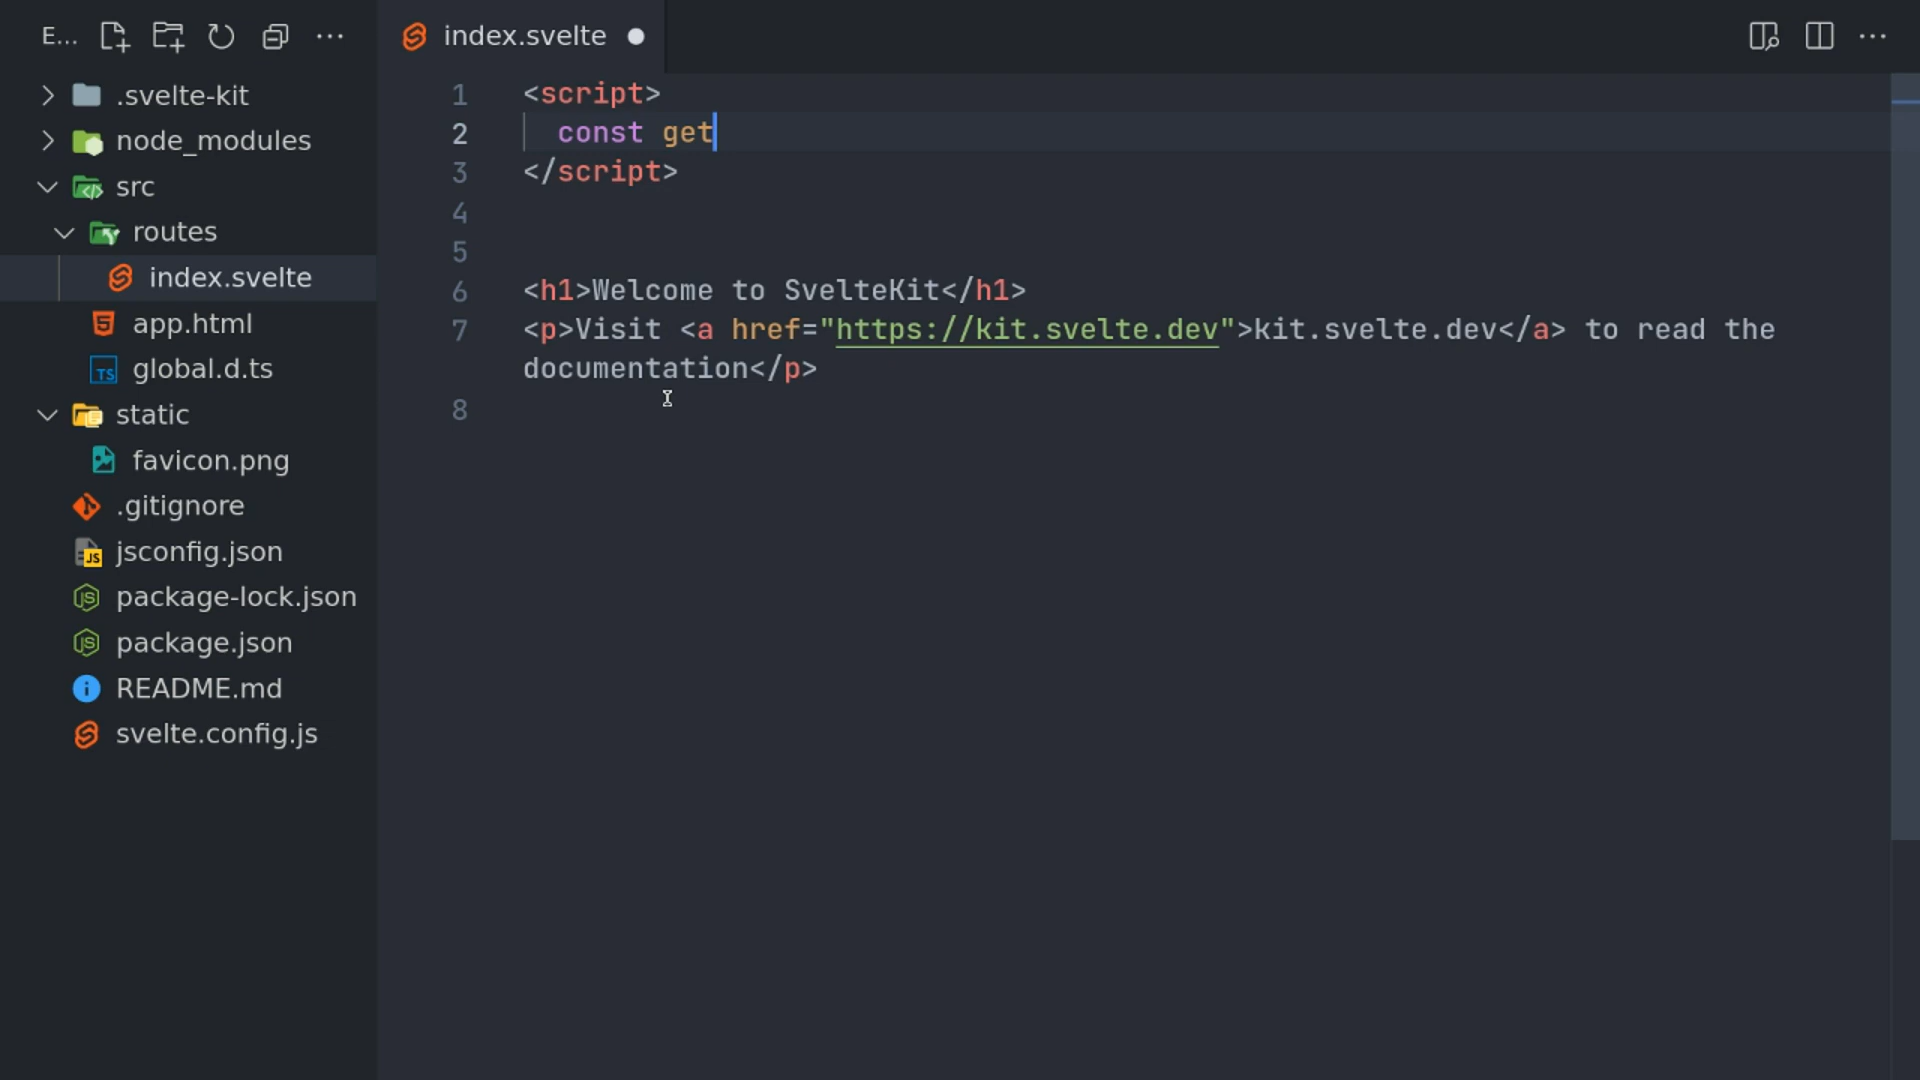 E...
index.svelte
.svelte-kit
node_modules
src
routes
index.svelte
app.html
global.d.ts
static
favicon.png
.gitignore
jsconfig.json
package-lock.json
package.json
README.md
svelte.config.js
1 <script>
2 const get
3 </script>
4
5
6 <h1>Welcome to SvelteKit</h1>
7 <p>Visit <a href="https://kit.svelte.dev">kit.svelte.dev</a> to read the
documentation</p>
8